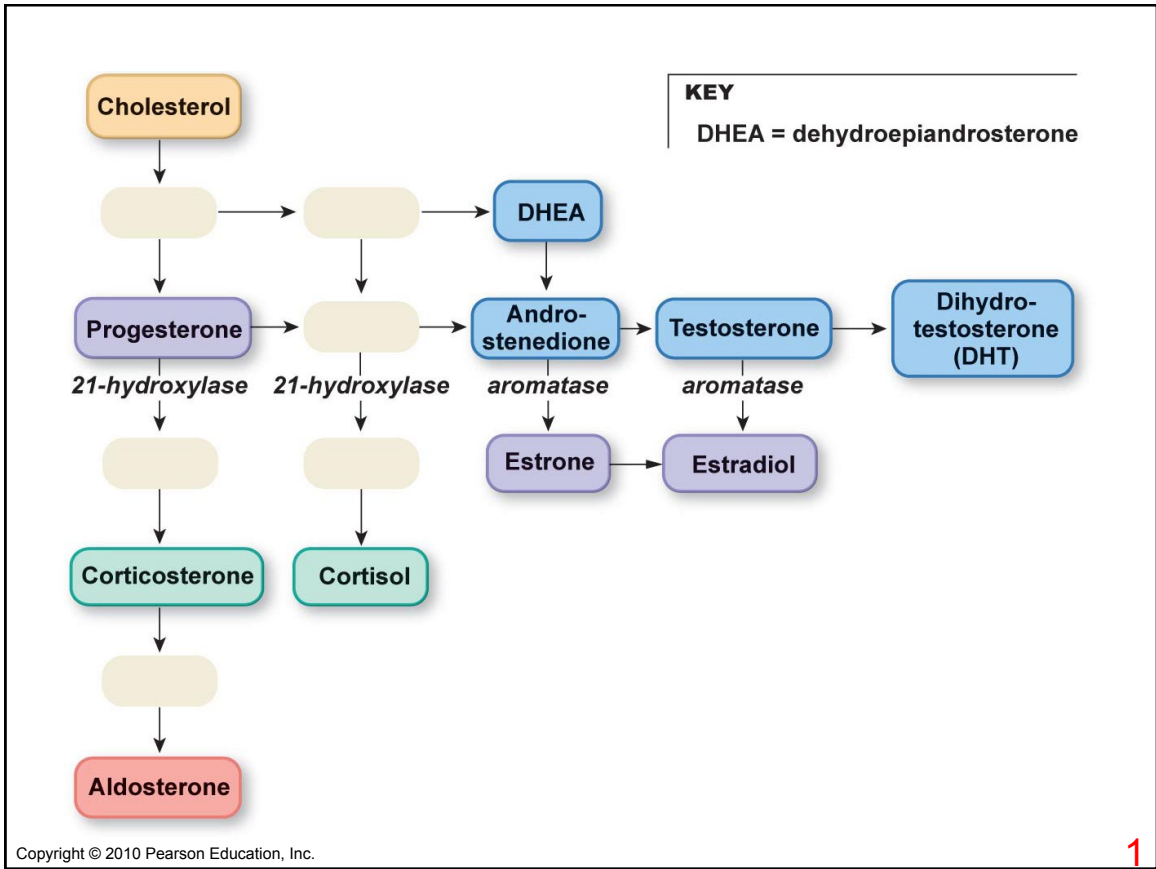 Cholesterol
KEY
DHEA = dehydroepiandrosterone
DHEA
Progesterone
Andro-
stenedione
Testosterone
Dihydro-
testosterone
(DHT)
21-hydroxylase
21-hydroxylase
aromatase
aromatase
Estrone
Estradiol
Corticosterone
Cortisol
Aldosterone
Copyright © 2010 Pearson Education, Inc.
1